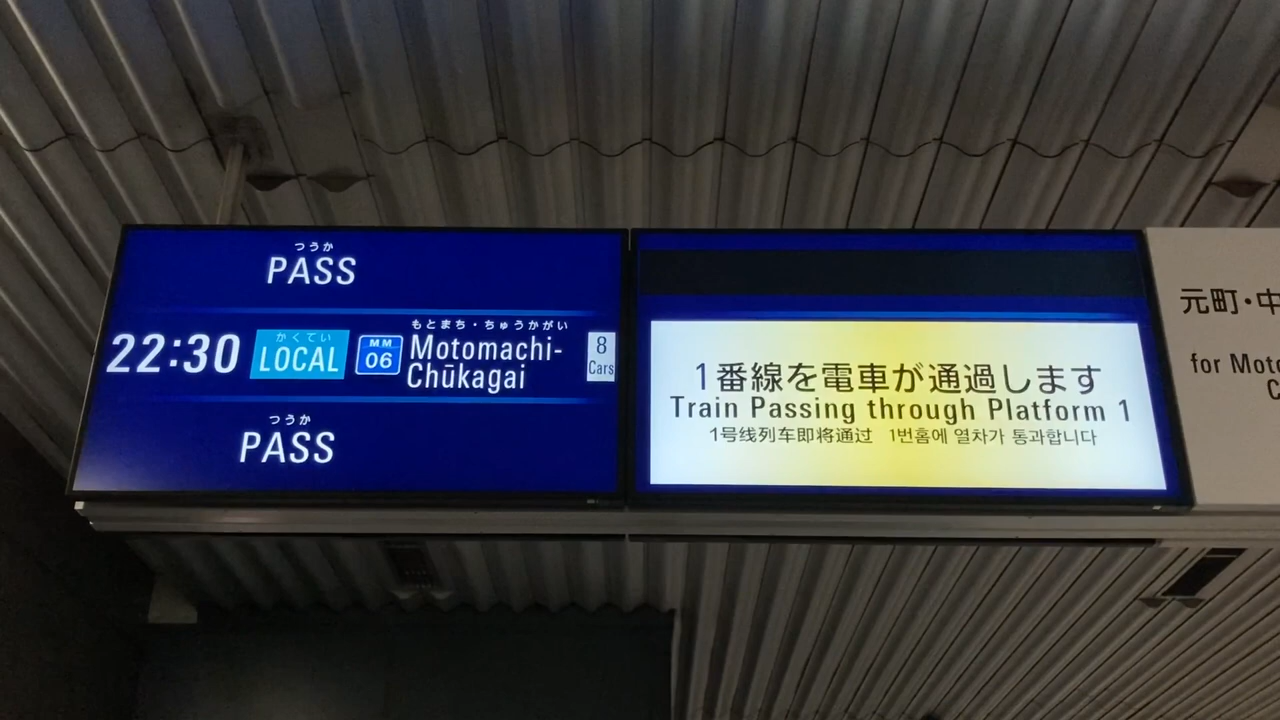 つうか
PASS
22:30
かくてい
LOCAL
MM
06
もとまち・ちゅうかがい
Motomachi-
Chūkagai
8
Cars
つうか
PASS
1番線を電車が通過します
Train Passing through Platform 1
1号线列车即将通过 1번홈에 열차가 통과합니다
元町・中
for Moto
C